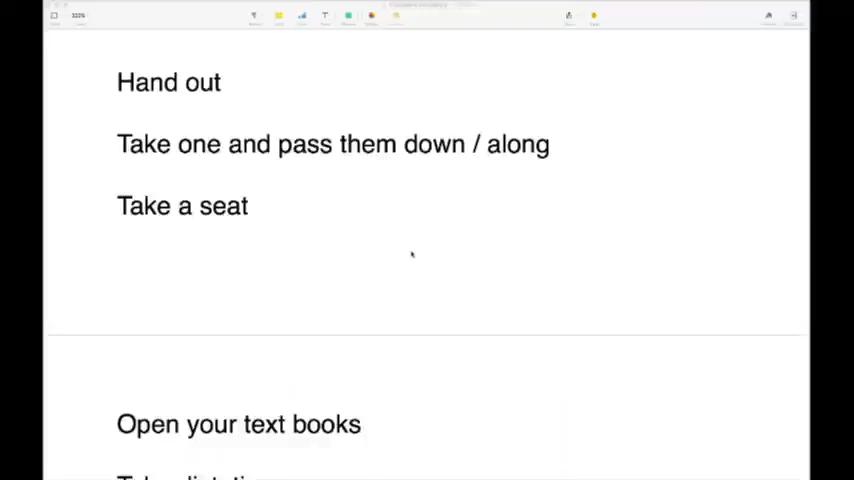 Hand out
Take one and pass them down / along
Take a seat
Open your text books